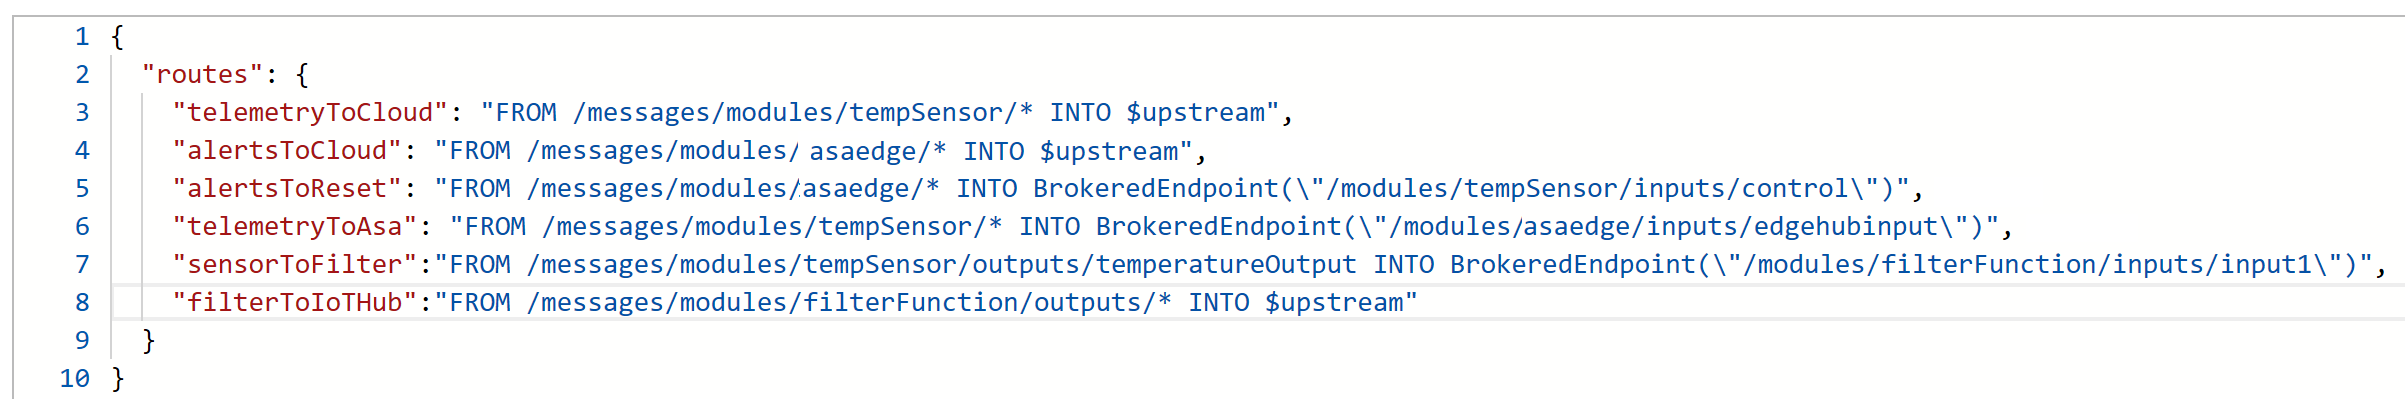 1 {
2 "routes": {
3 "telemetryToCloud": "FROM /messages/modules/tempSensor/* INTO $upstream",
4 "alertsToCloud": "FROM /messages/modules/ asaedge/* INTO $upstream",
5 "alertsToReset": "FROM /messages/modules/asaedge/* INTO BrokeredEndpoint(\"/modules/tempSensor/inputs/control\")",
6 "telemetryToAsa": "FROM /messages/modules/tempSensor/* INTO BrokeredEndpoint(\"/modules/asaedge/inputs/edgehubinput\")",
7 "sensorToFilter":"FROM /messages/modules/tempSensor/outputs/temperatureOutput INTO BrokeredEndpoint(\"/modules/filterFunction/inputs/input1\")",
8 "filterToIoTHub":"FROM /messages/modules/filterFunction/outputs/* INTO $upstream"
9 }
10 }